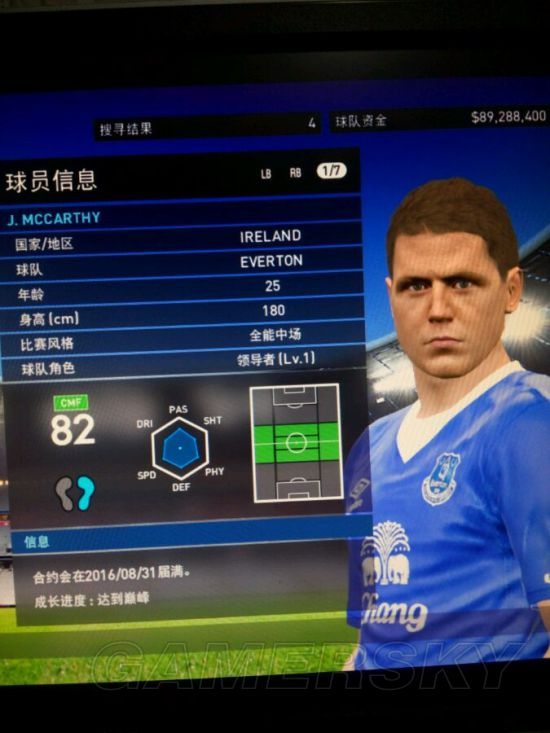 搜寻结果 4 球队资金 $89,288,400
球员信息 LB RB 1/7
J. MCCARTHY
国家/地区 IRELAND
球队 EVERTON
年龄 25
身高(cm) 180
比赛风格 全能中场
球队角色 领导者(Lv.1)
CMF
82
PAS
DRI SHT
SPD PHY
DEF
信息
合约会在2016/08/31届满。
成长进度:达到巅峰
Chang
GAMERSKY